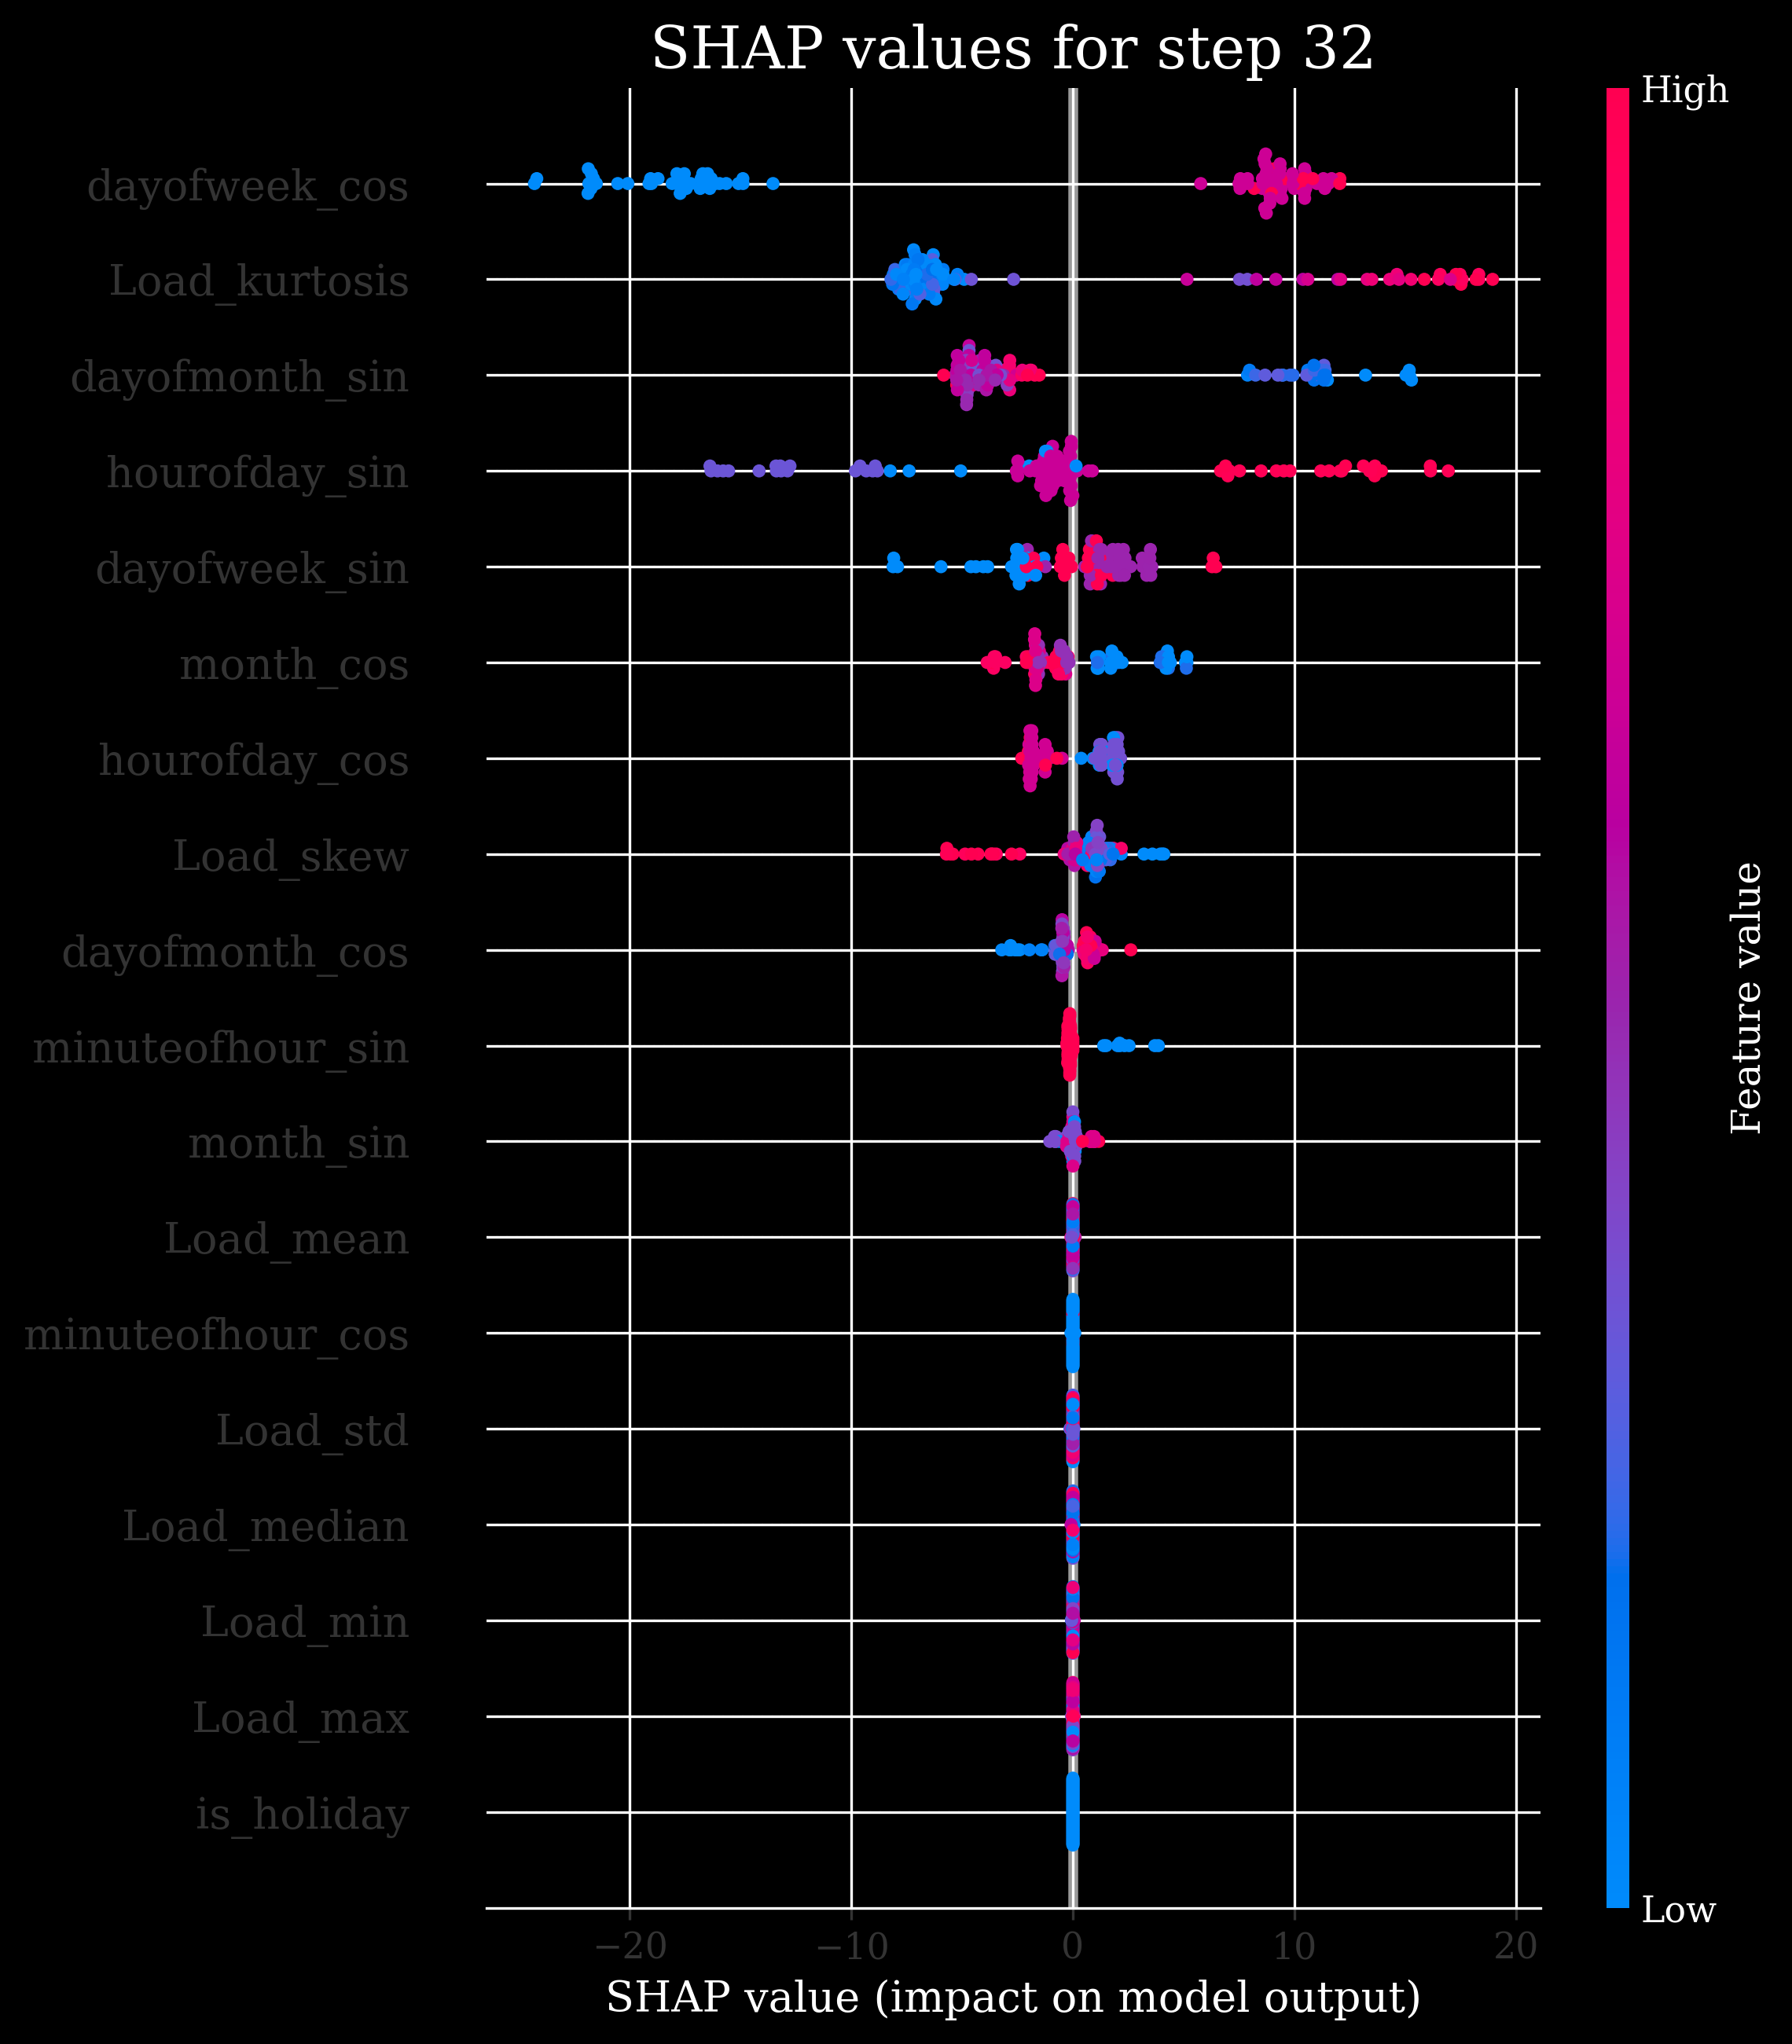 SHAP values for step 32
High
dayofweek_cos
Load_kurtosis
dayofmonth_sin
hourofday_sin
dayofweek_sin
month_cos
hourofday_cos
Load_skew
dayofmonth_cos
minuteofhour_sin
month_sin
Load_mean
minuteofhour_cos
Load_std
Load_median
Load_min
Load_max
is_holiday
Feature value
Low
−20 −10 0 10 20
SHAP value (impact on model output)